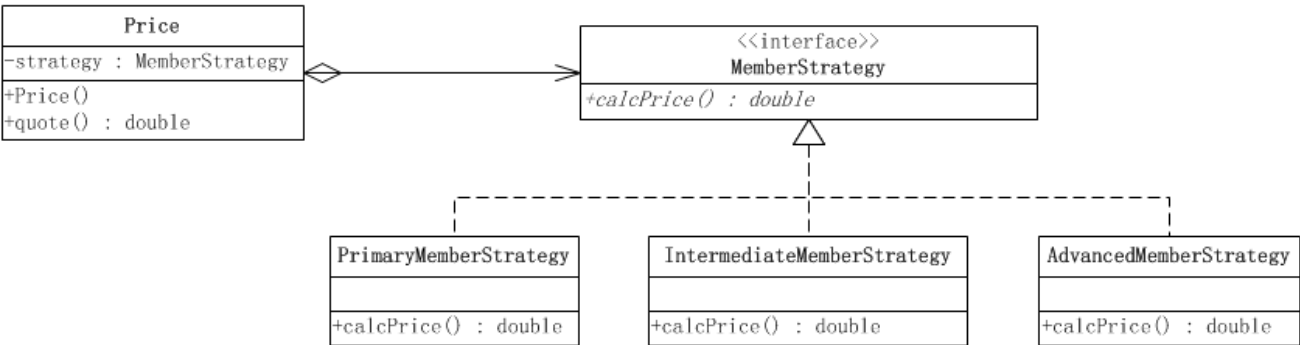 Price
-strategy : MemberStrategy
+Price()
+quote() : double
<<interface>>
MemberStrategy
+calcPrice() : double
PrimaryMemberStrategy
+calcPrice() : double
IntermediateMemberStrategy
+calcPrice() : double
AdvancedMemberStrategy
+calcPrice() : double